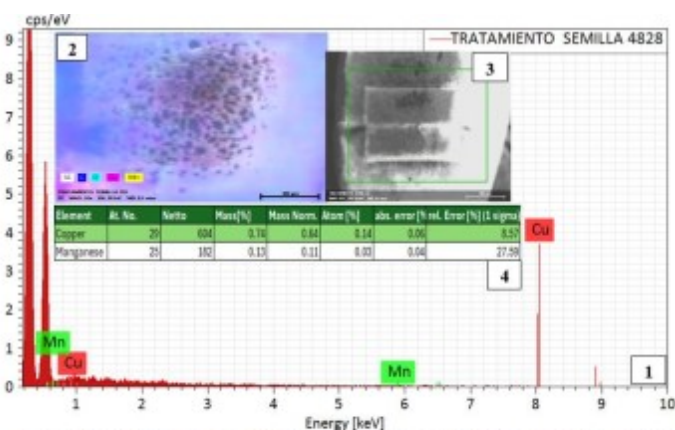 cps/eV
TRATAMIENTO SEMILLA 4828
2
3
9
8
7
6
5
4
3
2
1
0
Element At. No. Netto Mass[%] Mass Norm. Atom [%] abs. error [% rel. Error [%] (1 sigma)
Copper 29 604 0.74 0.64 0.14 0.06 8.57
Manganese 25 182 0.13 0.11 0.03 0.04 27.59
4
Cu
Mn
Cu
Mn
1
1 2 3 4 5 6 7 8 9 10
Energy [keV]